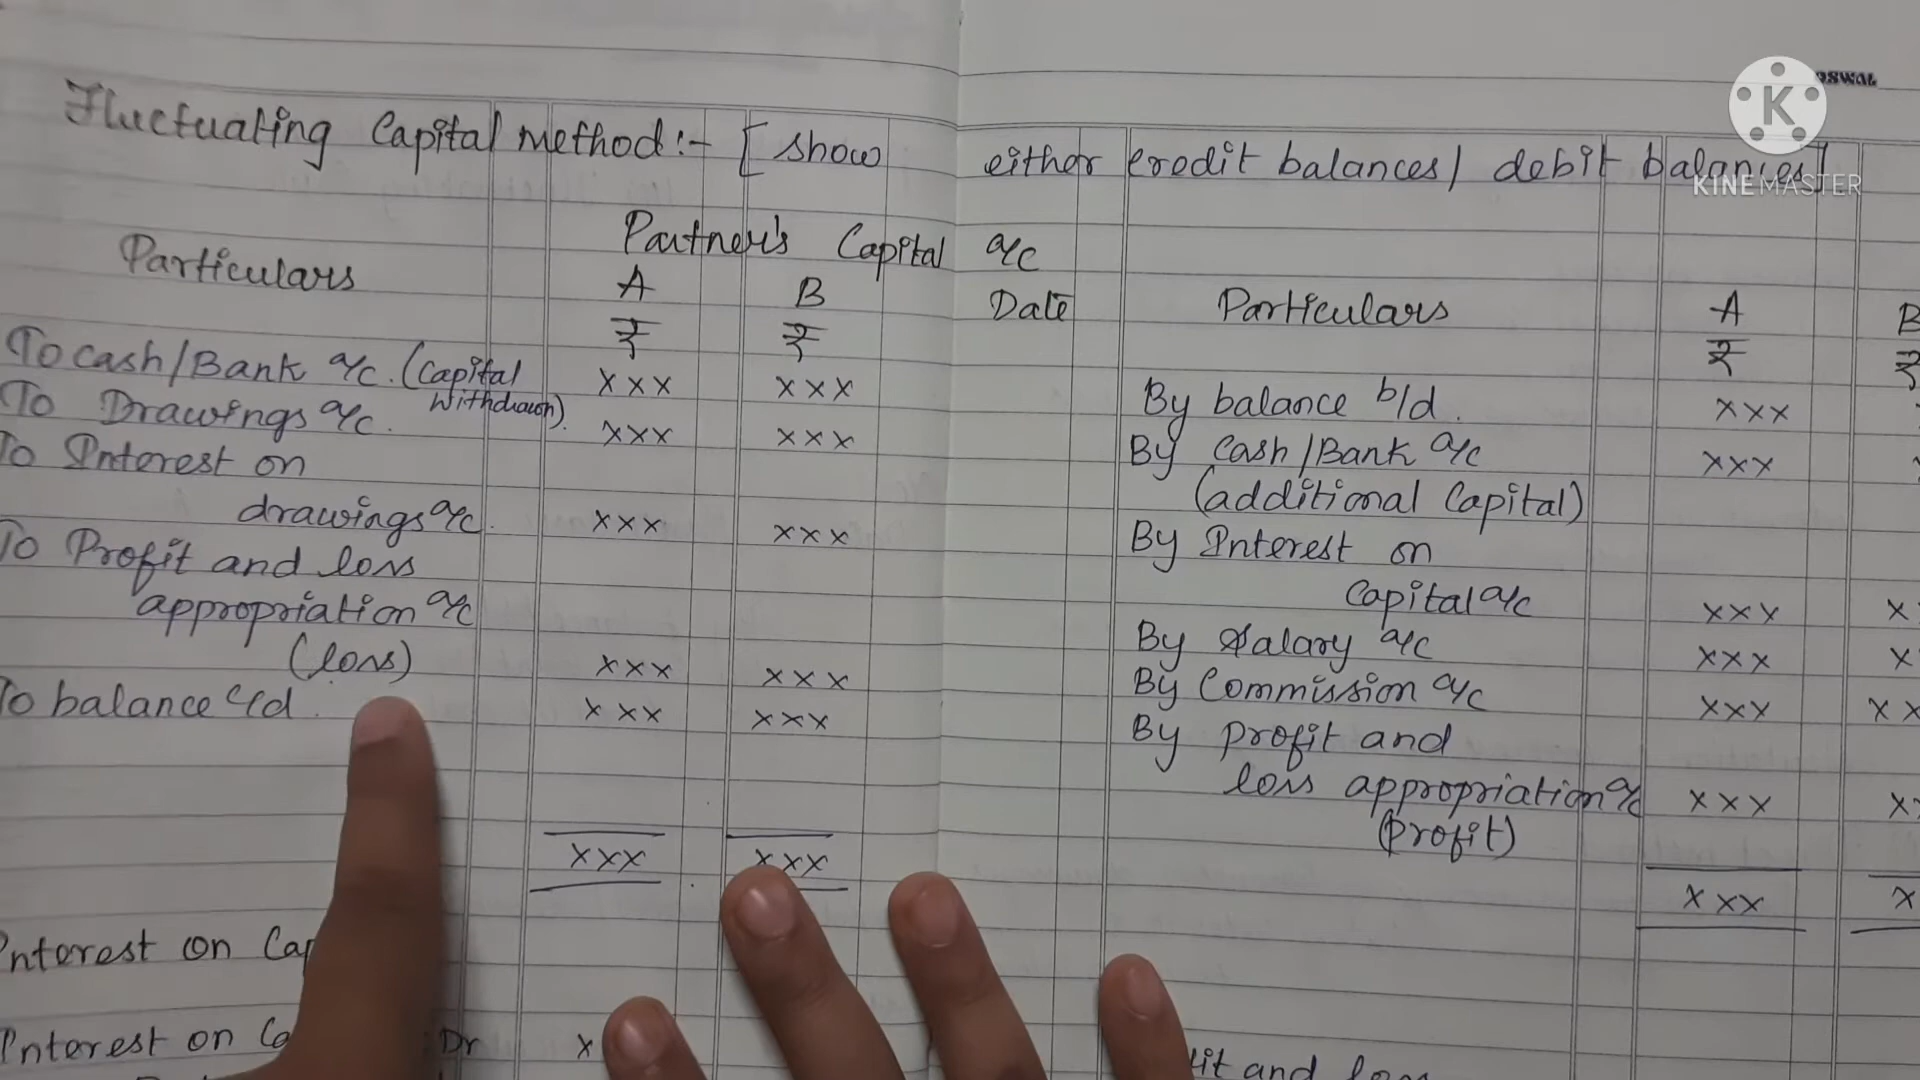 OSWAL
K
KINEMASTER
Fluctuating Capital method:- [show either credit balances/ debit balances]
Partner's Capital a/c
Particulars A B Date Particulars A B
₹ ₹ ₹ ₹
To cash/Bank a/c. (Capital withdrawn). xxx xxx
To Drawings a/c. xxx xxx
To Interest on
drawings a/c. xxx xxx
To Profit and loss
appropriation a/c
(loss) xxx xxx
To balance c/d. xxx xxx
xxx xxx
By balance b/d. xxx
By Cash/Bank a/c xxx
(additional Capital)
By Interest on
Capital a/c xxx x
By Salary a/c xxx x
By Commission a/c xxx xx
By profit and
loss appropriation a/c xxx x
(profit)
xxx x
Interest on
Interest on Dr x
and